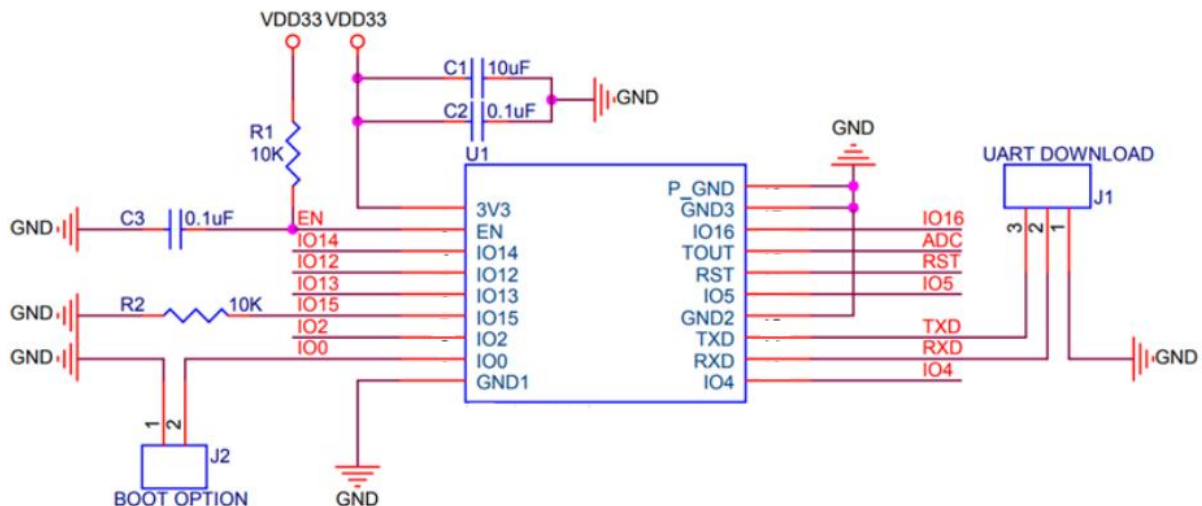 VDD33 VDD33
C1 10uF
GND
C2 0.1uF
R1
10K
U1
GND
UART DOWNLOAD
J1
P_GND
3V3
GND3
GND
C3
0.1uF
EN
EN
IO16
IO16
3
2
1
IO14
IO14
TOUT
ADC
IO12
IO12
RST
RST
IO13
IO13
IO5
IO5
GND
R2
10K
IO15
IO15
GND2
IO2
IO2
TXD
TXD
GND
IO0
IO0
RXD
RXD
GND
GND1
IO4
IO4
1
2
J2
BOOT OPTION
GND